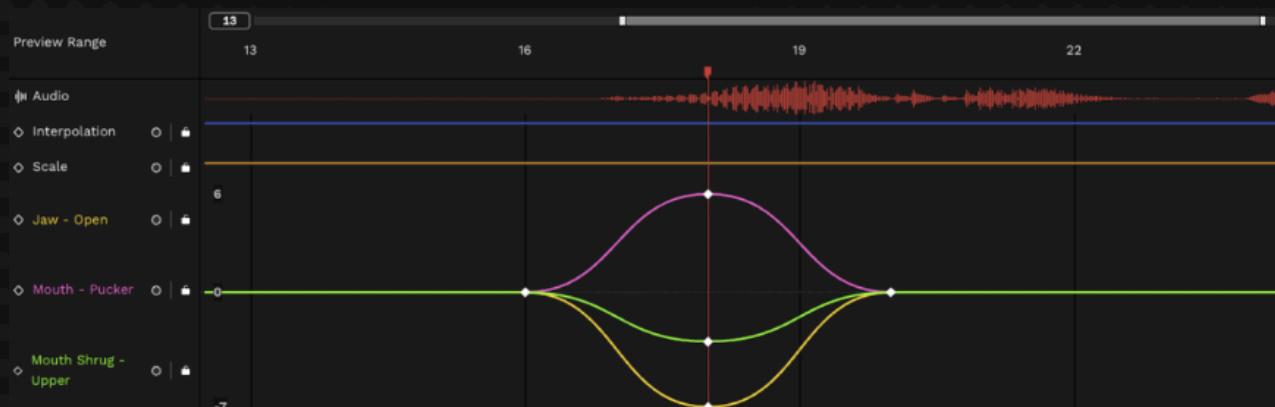 13
Preview Range
13 16 19 22
Audio
Interpolation
Scale
6
Jaw - Open
Mouth - Pucker
0
Mouth Shrug -
Upper
-7